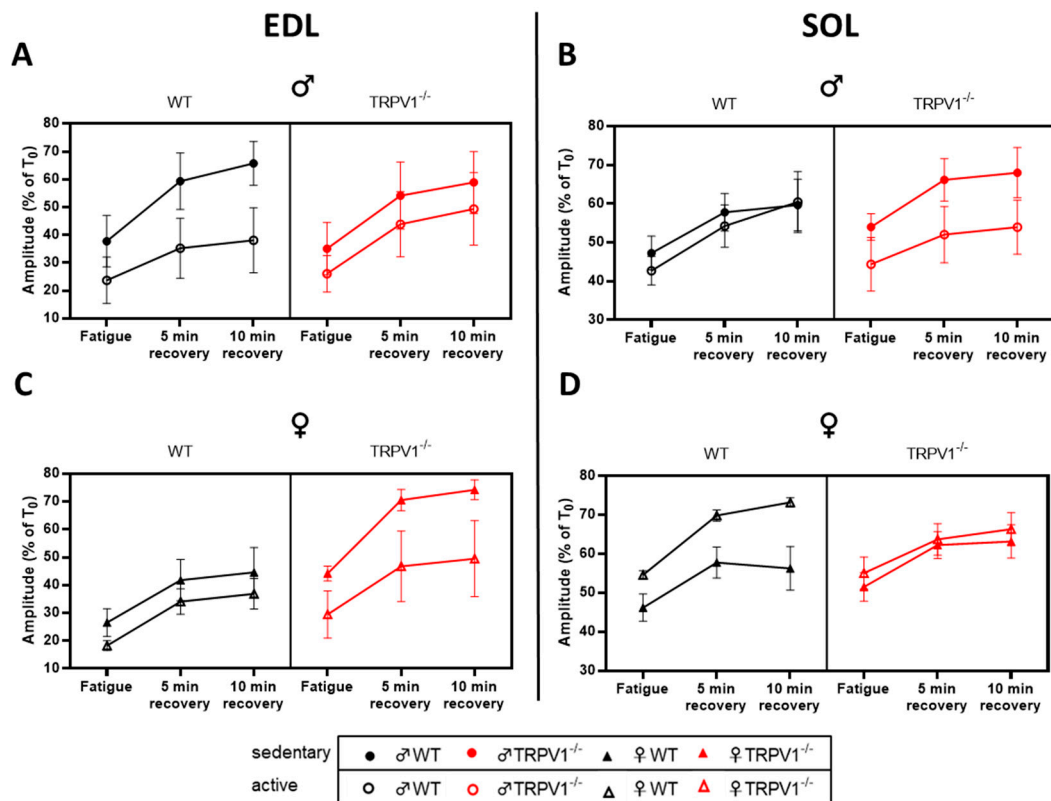 EDL
SOL
A
♂
WT
TRPV1-/-
Amplitude (% of T0)
80
70
60
50
40
30
20
10
Fatigue
5 min
recovery
10 min
recovery
Fatigue
5 min
recovery
10 min
recovery
B
♂
WT
TRPV1-/-
Amplitude (% of T0)
80
70
60
50
40
30
Fatigue
5 min
recovery
10 min
recovery
Fatigue
5 min
recovery
10 min
recovery
C
♀
WT
TRPV1-/-
Amplitude (% of T0)
80
70
60
50
40
30
20
10
Fatigue
5 min
recovery
10 min
recovery
Fatigue
5 min
recovery
10 min
recovery
D
♀
WT
TRPV1-/-
Amplitude (% of T0)
80
70
60
50
40
30
Fatigue
5 min
recovery
10 min
recovery
Fatigue
5 min
recovery
10 min
recovery
sedentary ♂WT ♂TRPV1-/- ♀WT ♀TRPV1-/-
active ♂WT ♂TRPV1-/- ♀WT ♀TRPV1-/-